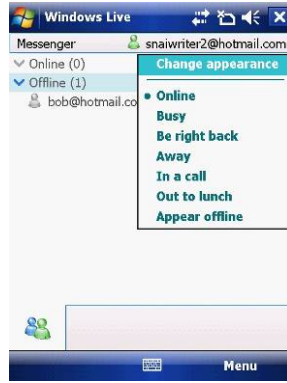 Windows Live
Messenger snaiwriter2@hotmail.com
Online (0)
Offline (1)
bob@hotmail.co
Change appearance
Online
Busy
Be right back
Away
In a call
Out to lunch
Appear offline
Menu